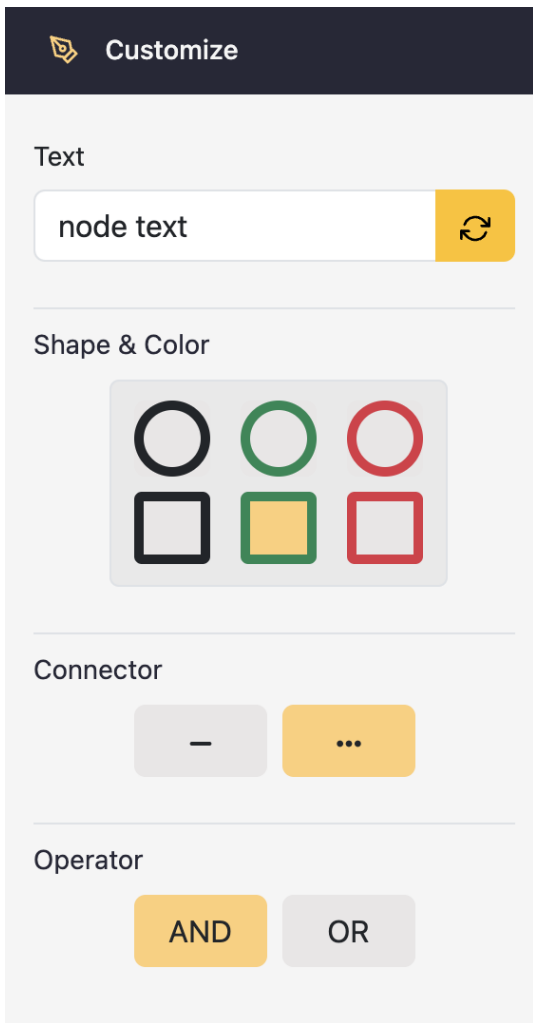 Customize
Text
node text
Shape & Color
Connector
Operator
AND OR